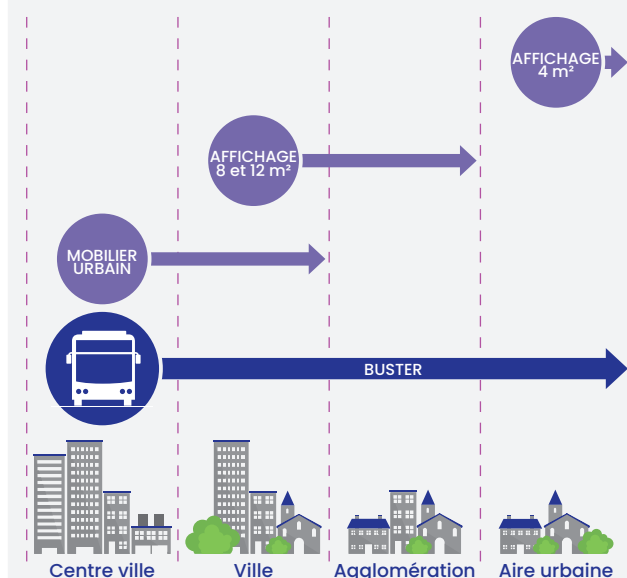 AFFICHAGE
4 m²
AFFICHAGE
8 et 12 m²
MOBILIER
URBAIN
BUSTER
Centre ville
Ville
Agglomération
Aire urbaine